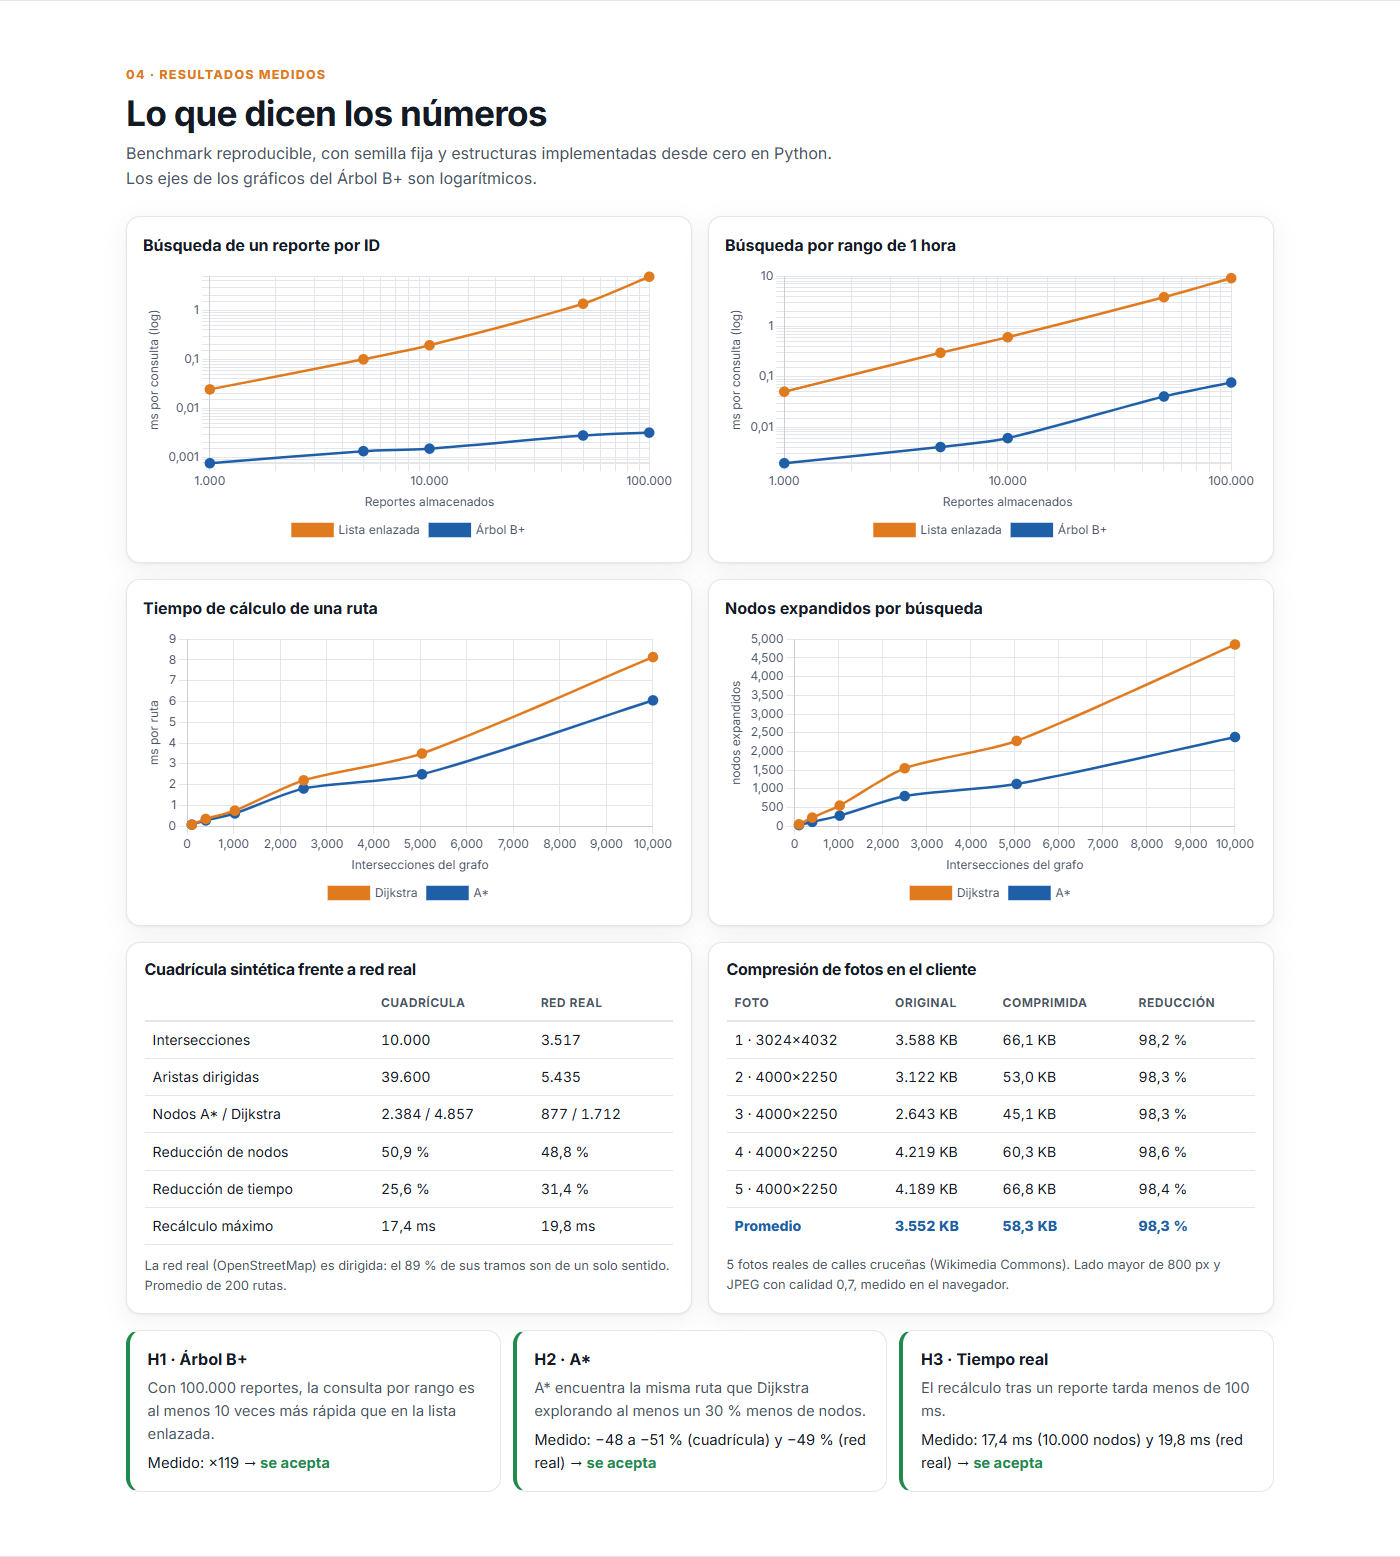 04 · RESULTADOS MEDIDOS
Lo que dicen los números
Benchmark reproducible, con semilla fija y estructuras implementadas desde cero en Python.
Los ejes de los gráficos del Árbol B+ son logarítmicos.
Búsqueda de un reporte por ID
ms por consulta (log)
1
0,1
0,01
0,001
1.000 10.000 100.000
Reportes almacenados
Lista enlazada Árbol B+
Búsqueda por rango de 1 hora
ms por consulta (log)
10
1
0,1
0,01
1.000 10.000 100.000
Reportes almacenados
Lista enlazada Árbol B+
Tiempo de cálculo de una ruta
ms por ruta
9
8
7
6
5
4
3
2
1
0
0 1,000 2,000 3,000 4,000 5,000 6,000 7,000 8,000 9,000 10,000
Intersecciones del grafo
Dijkstra A*
Nodos expandidos por búsqueda
nodos expandidos
5,000
4,500
4,000
3,500
3,000
2,500
2,000
1,500
1,000
500
0
0 1,000 2,000 3,000 4,000 5,000 6,000 7,000 8,000 9,000 10,000
Intersecciones del grafo
Dijkstra A*
Cuadrícula sintética frente a red real
CUADRÍCULA RED REAL
Intersecciones 10.000 3.517
Aristas dirigidas 39.600 5.435
Nodos A* / Dijkstra 2.384 / 4.857 877 / 1.712
Reducción de nodos 50,9 % 48,8 %
Reducción de tiempo 25,6 % 31,4 %
Recálculo máximo 17,4 ms 19,8 ms
La red real (OpenStreetMap) es dirigida: el 89 % de sus tramos son de un solo sentido.
Promedio de 200 rutas.
Compresión de fotos en el cliente
FOTO ORIGINAL COMPRIMIDA REDUCCIÓN
1 · 3024×4032 3.588 KB 66,1 KB 98,2 %
2 · 4000×2250 3.122 KB 53,0 KB 98,3 %
3 · 4000×2250 2.643 KB 45,1 KB 98,3 %
4 · 4000×2250 4.219 KB 60,3 KB 98,6 %
5 · 4000×2250 4.189 KB 66,8 KB 98,4 %
Promedio 3.552 KB 58,3 KB 98,3 %
5 fotos reales de calles cruceñas (Wikimedia Commons). Lado mayor de 800 px y
JPEG con calidad 0,7, medido en el navegador.
H1 · Árbol B+
Con 100.000 reportes, la consulta por rango es
al menos 10 veces más rápida que en la lista
enlazada.
Medido: ×119 → se acepta
H2 · A*
A* encuentra la misma ruta que Dijkstra
explorando al menos un 30 % menos de nodos.
Medido: −48 a −51 % (cuadrícula) y −49 % (red
real) → se acepta
H3 · Tiempo real
El recálculo tras un reporte tarda menos de 100
ms.
Medido: 17,4 ms (10.000 nodos) y 19,8 ms (red
real) → se acepta